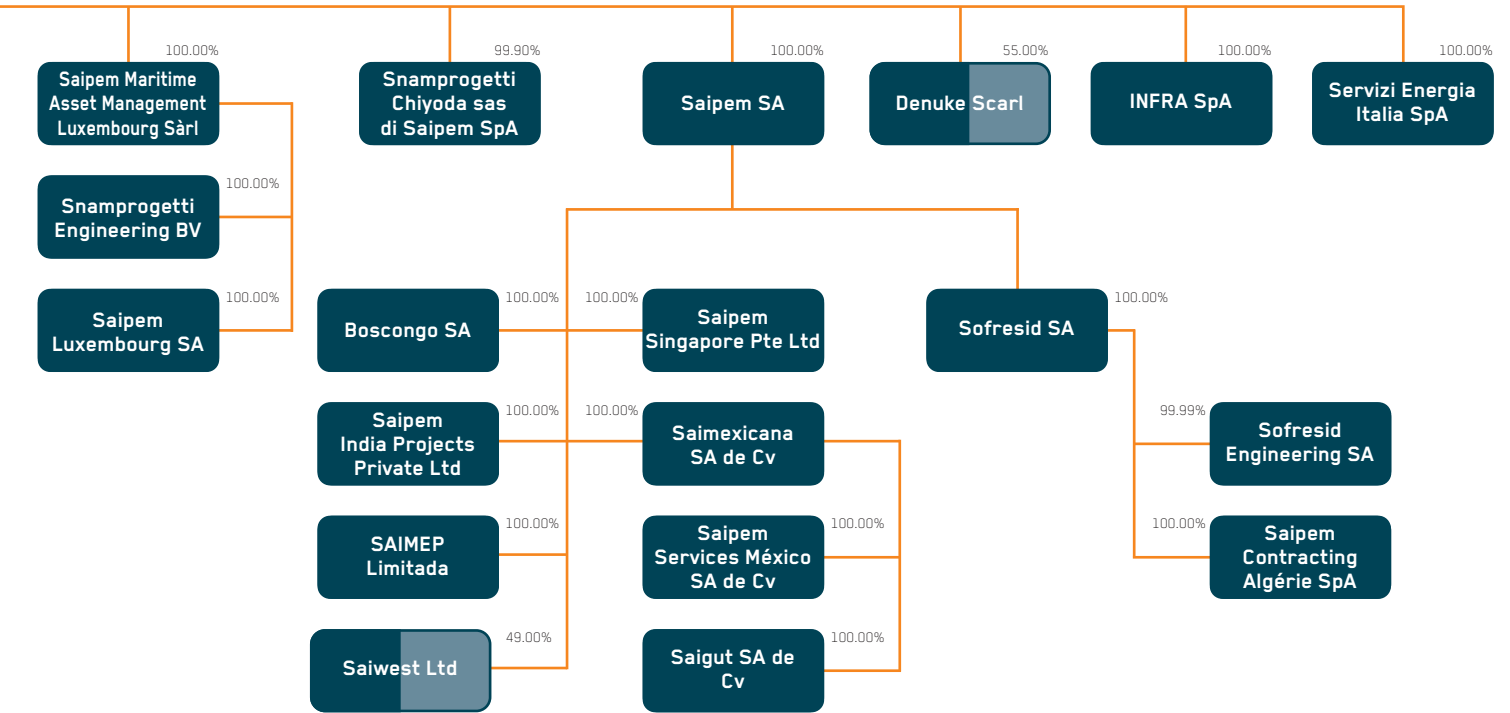 100.00%
99.90%
100.00%
55.00%
100.00%
100.00%
Saipem Maritime
Asset Management
Luxembourg Sàrl
Snamprogetti
Chiyoda sas
di Saipem SpA
Saipem SA
Denuke Scarl
INFRA SpA
Servizi Energia
Italia SpA
100.00%
Snamprogetti
Engineering BV
100.00%
Saipem
Luxembourg SA
100.00%
Boscongo SA
100.00%
Saipem
Singapore Pte Ltd
100.00%
Sofresid SA
100.00%
Saipem
India Projects
Private Ltd
100.00%
Saimexicana
SA de Cv
99.99%
Sofresid
Engineering SA
100.00%
SAIMEP
Limitada
100.00%
Saipem
Services México
SA de Cv
100.00%
Saipem
Contracting
Algérie SpA
49.00%
Saiwest Ltd
100.00%
Saigut SA de
Cv